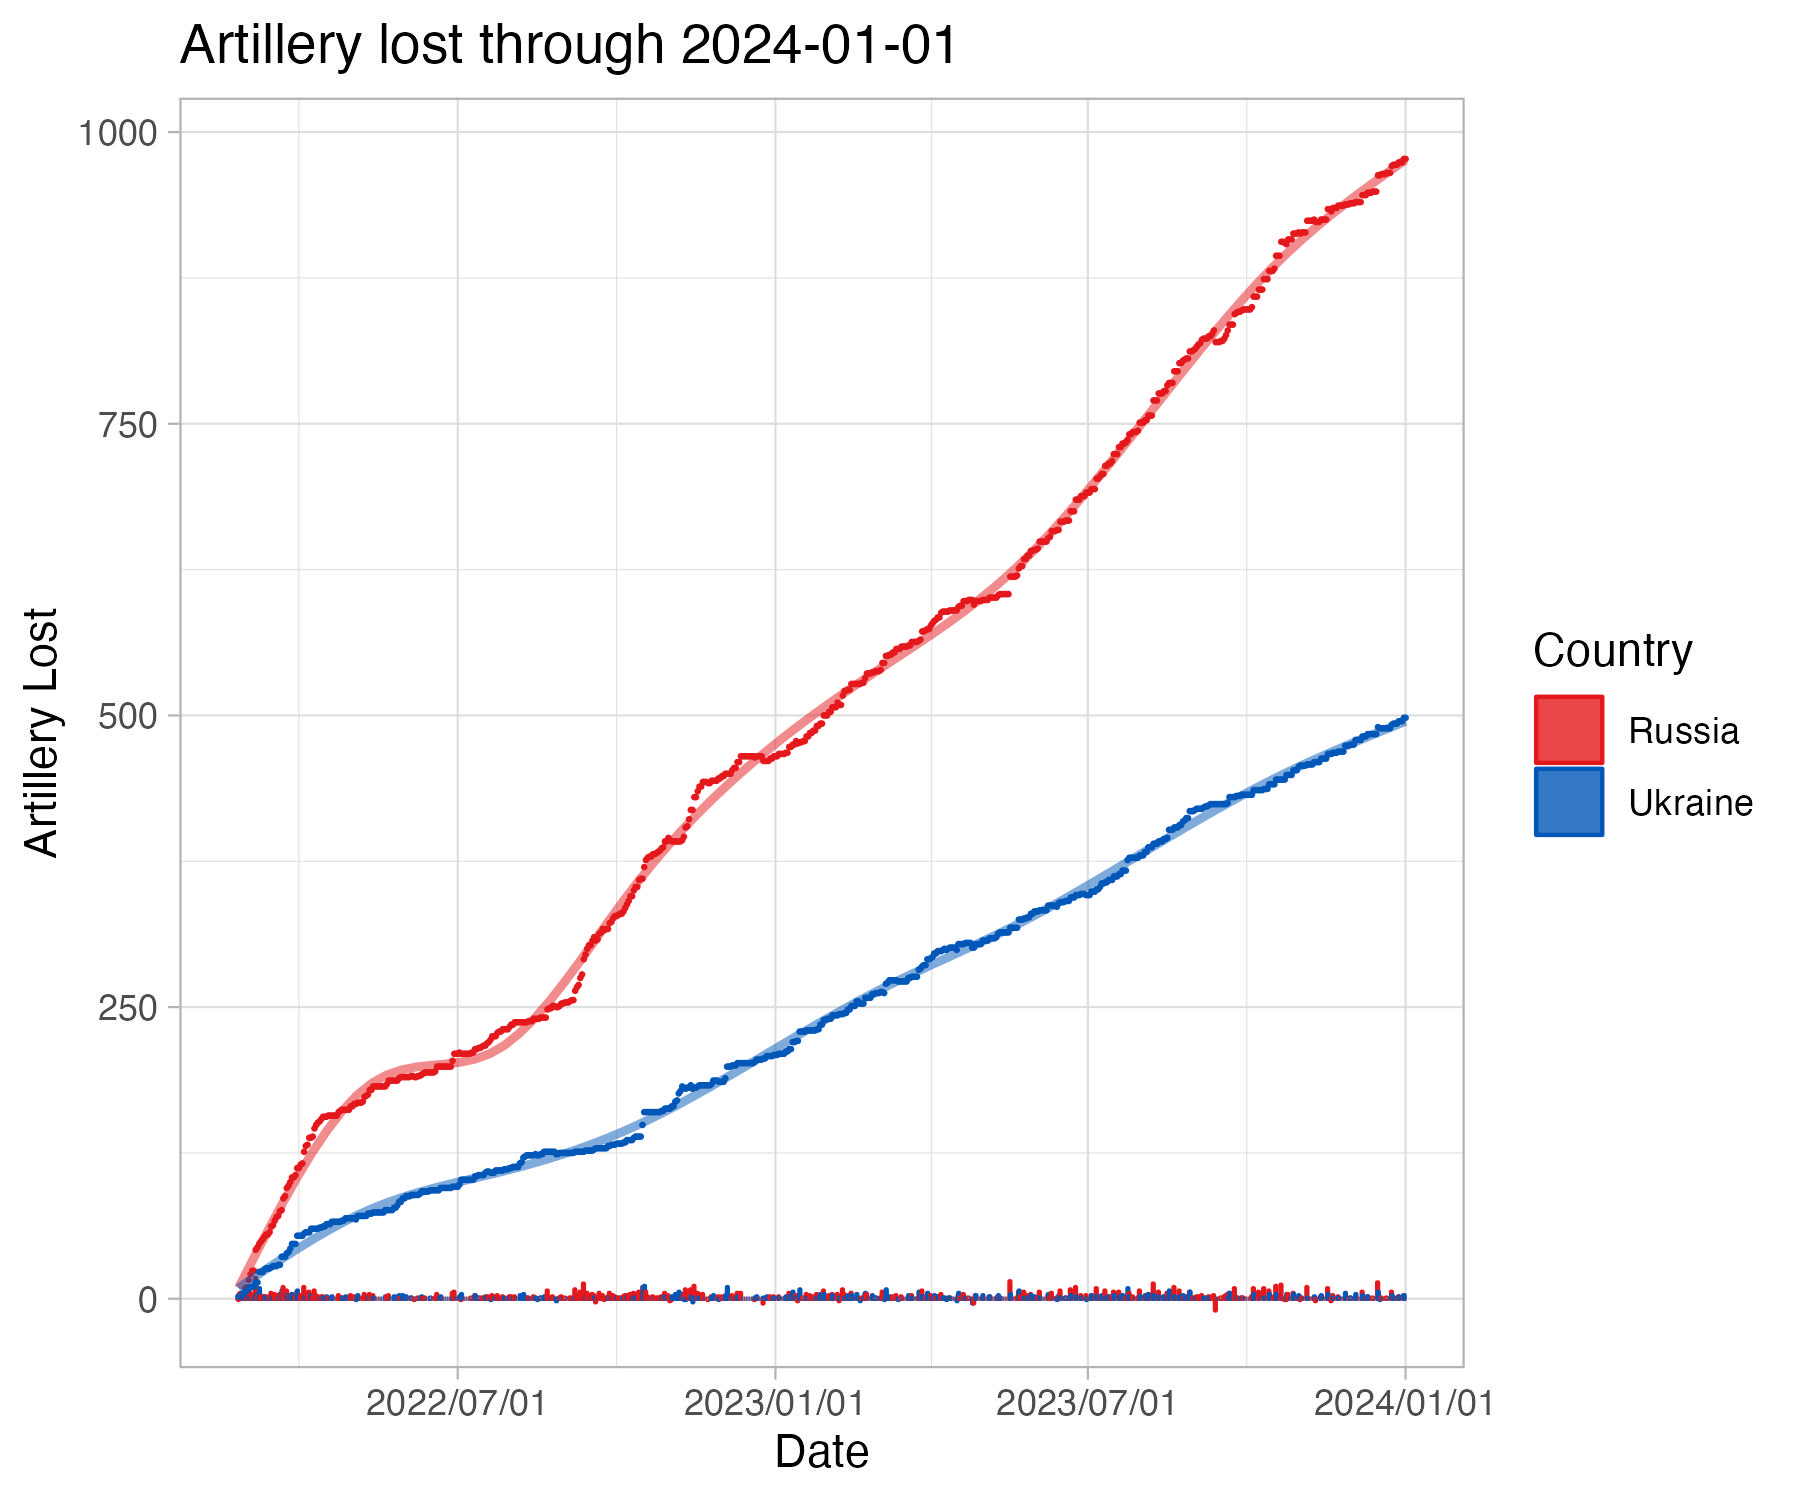 Artillery lost through 2024-01-01
1000
750
500
250
0
Artillery Lost
2022/07/01
2023/01/01
2023/07/01
2024/01/01
Date
Country
Russia
Ukraine